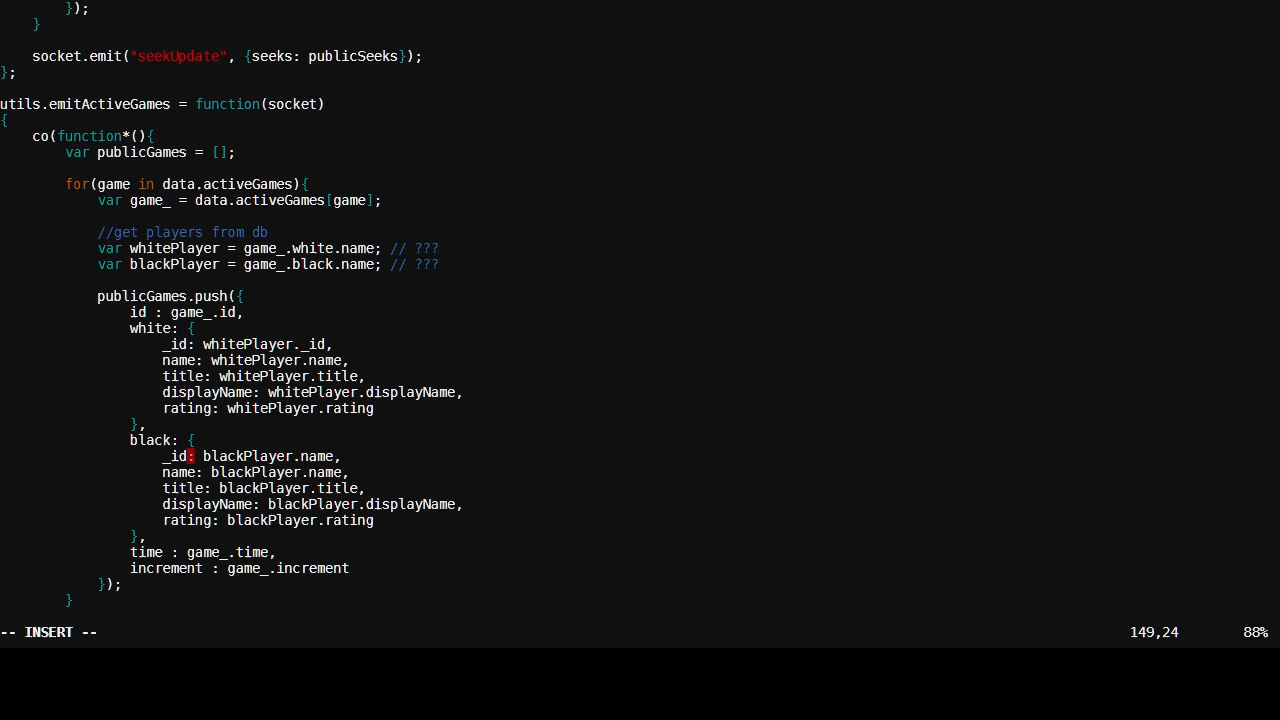 });
    }

    socket.emit("seekUpdate", {seeks: publicSeeks});
};

utils.emitActiveGames = function(socket)
{
    co(function*(){
        var publicGames = [];

        for(game in data.activeGames){
            var game_ = data.activeGames[game];

            //get players from db
            var whitePlayer = game_.white.name; // ???
            var blackPlayer = game_.black.name; // ???

            publicGames.push({
                id : game_.id,
                white: {
                    _id: whitePlayer._id,
                    name: whitePlayer.name,
                    title: whitePlayer.title,
                    displayName: whitePlayer.displayName,
                    rating: whitePlayer.rating
                },
                black: {
                    _id: blackPlayer.name,
                    name: blackPlayer.name,
                    title: blackPlayer.title,
                    displayName: blackPlayer.displayName,
                    rating: blackPlayer.rating
                },
                time : game_.time,
                increment : game_.increment
            });
        }

-- INSERT -- 149,24 88%